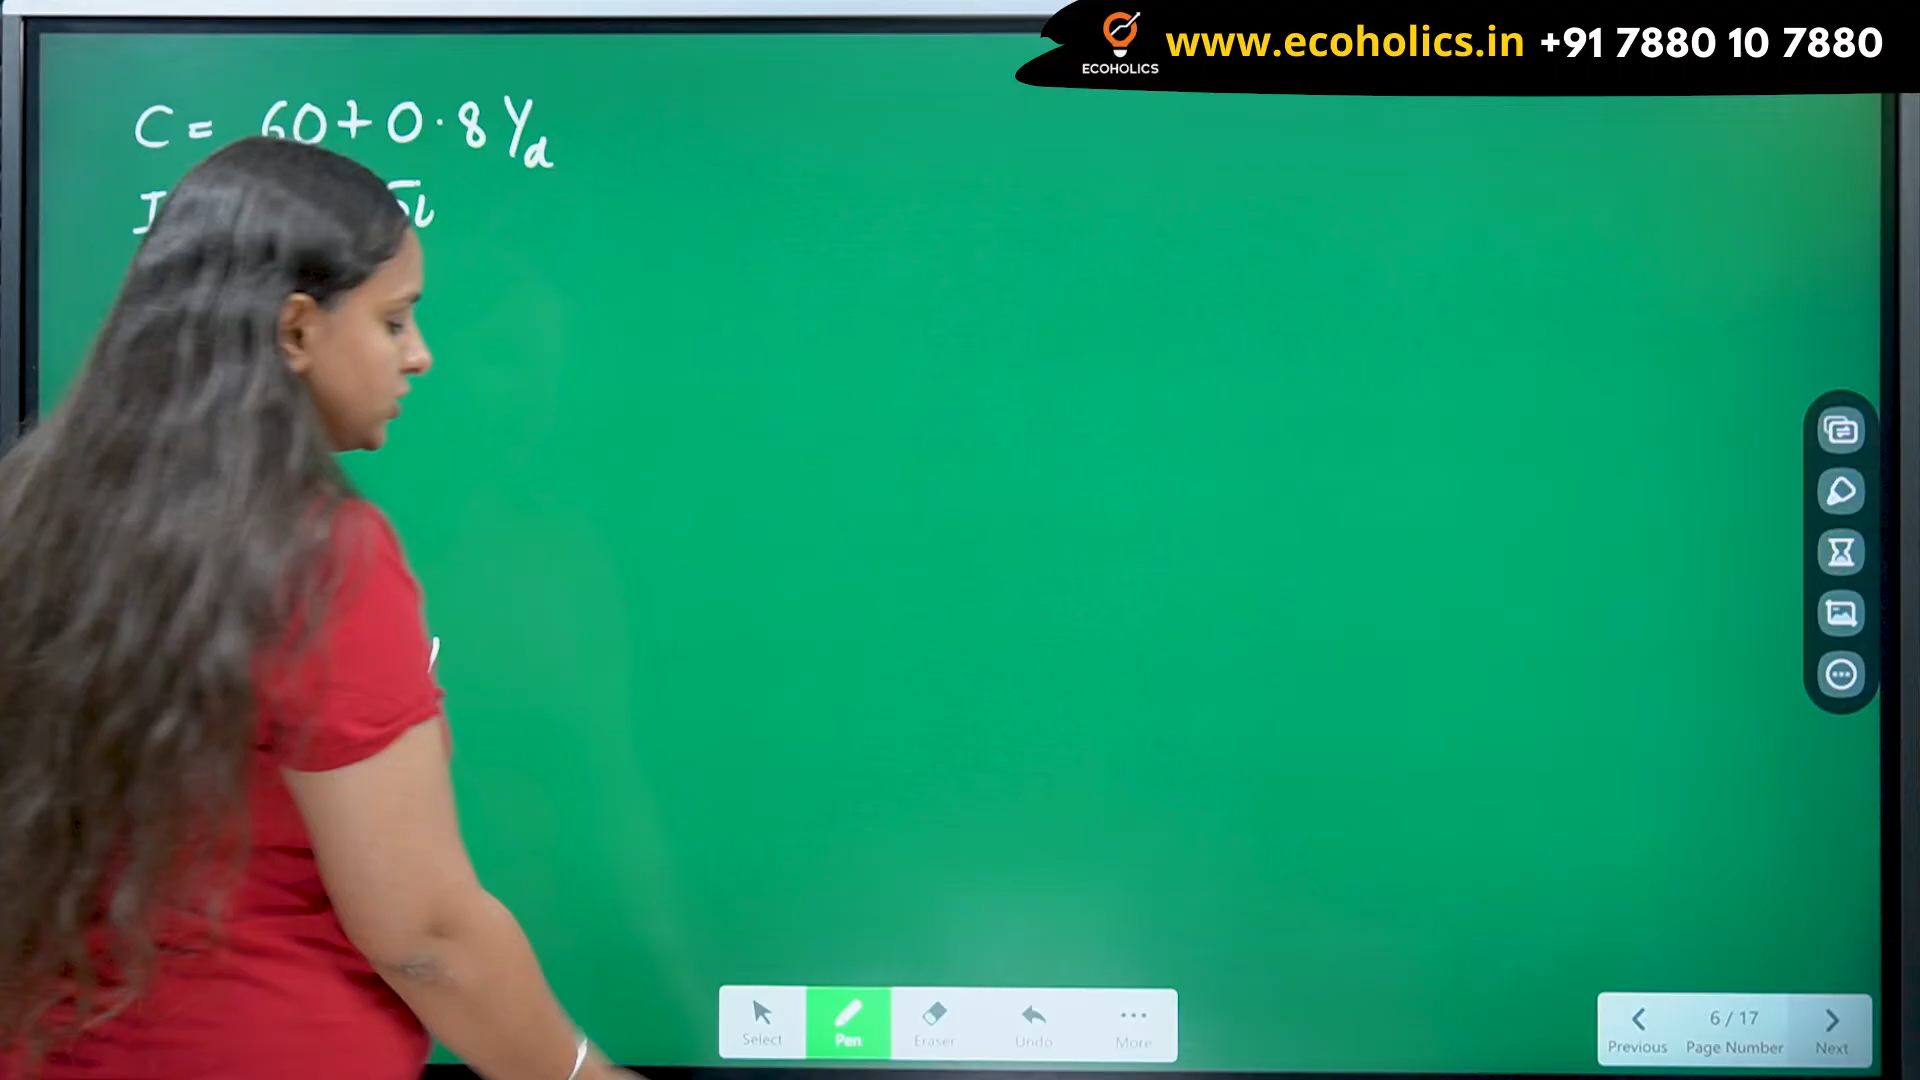 www.ecoholics.in +91 7880 10 7880
ECOHOLICS
C = 60 + 0.8 Yd
I
Select Pen Eraser Undo More
6 / 17
Previous Page Number Next